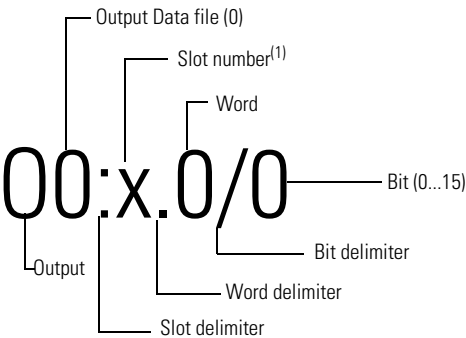 Output Data file (0)
Slot number(1)
Word
O0:x.0/0
Bit (0...15)
Bit delimiter
Output
Word delimiter
Slot delimiter